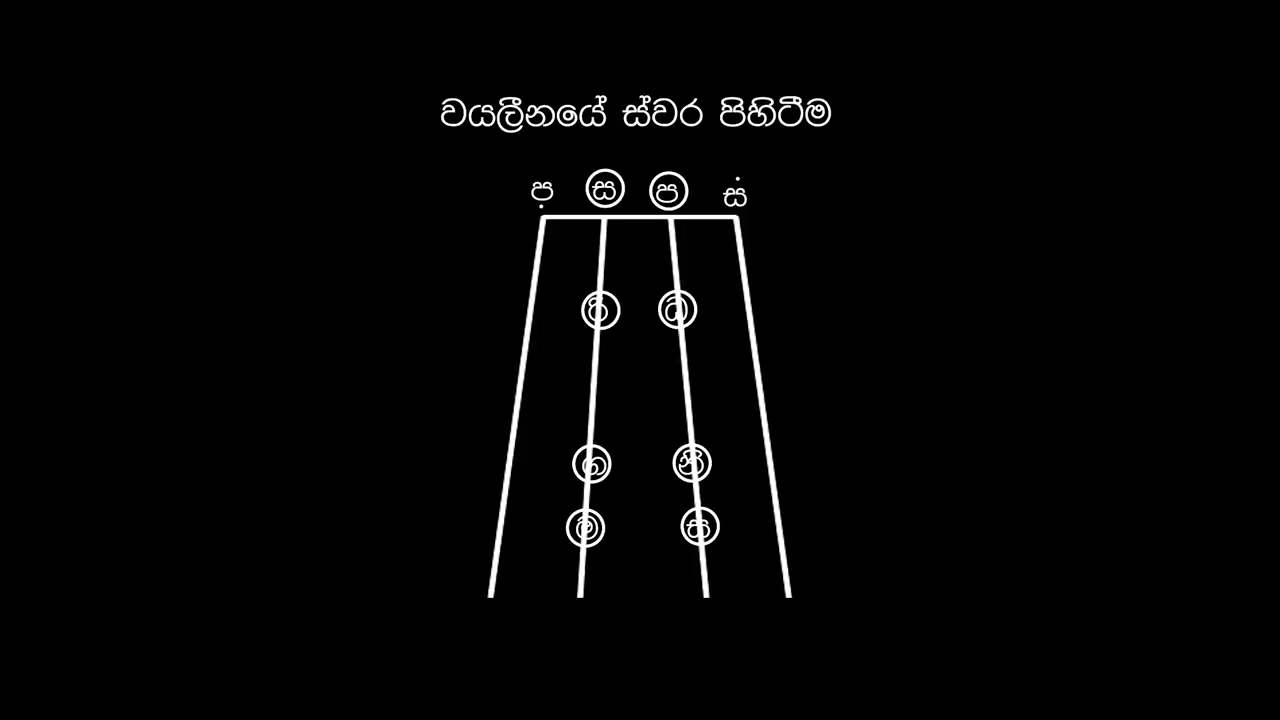 වයලීනයේ ස්වර පිහිටීම
ප̣ ස ප ස̇
රි ධ
ග නි
ම ස